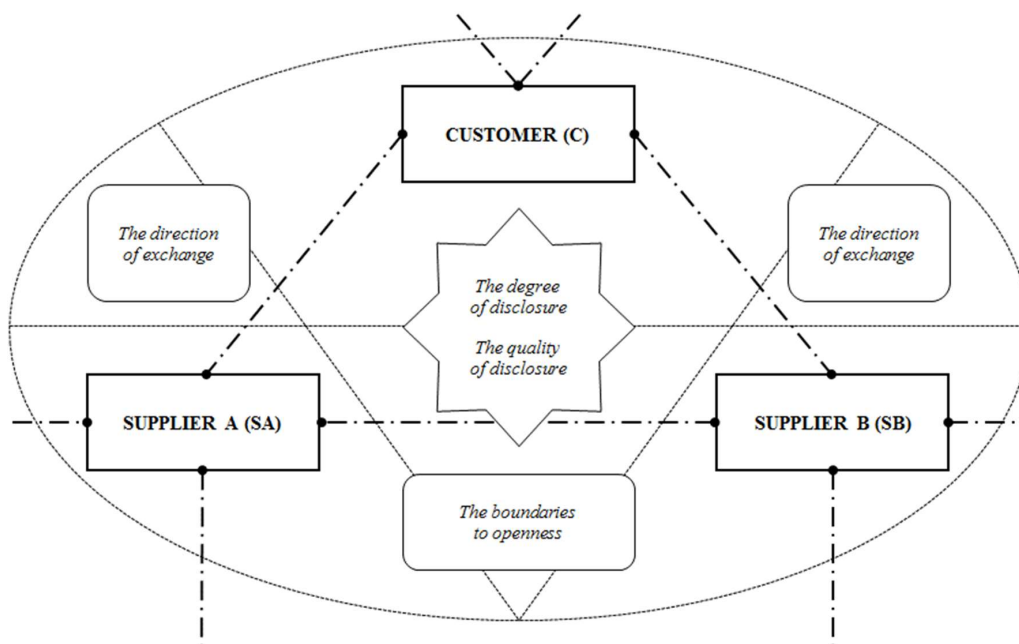 CUSTOMER (C)
The direction
of exchange
The direction
of exchange
The degree
of disclosure
The quality
of disclosure
SUPPLIER A (SA)
SUPPLIER B (SB)
The boundaries
to openness